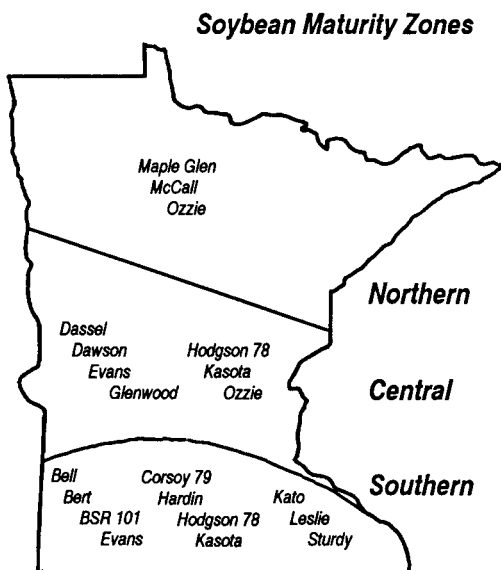 Soybean Maturity Zones
Maple Glen
McCall
Ozzie
Northern
Dassel
Dawson
Evans
Glenwood
Hodgson 78
Kasota
Ozzie
Central
Southern
Bell
Bert
BSR 101
Evans
Corsoy 79
Hardin
Hodgson 78
Kasota
Kato
Leslie
Sturdy